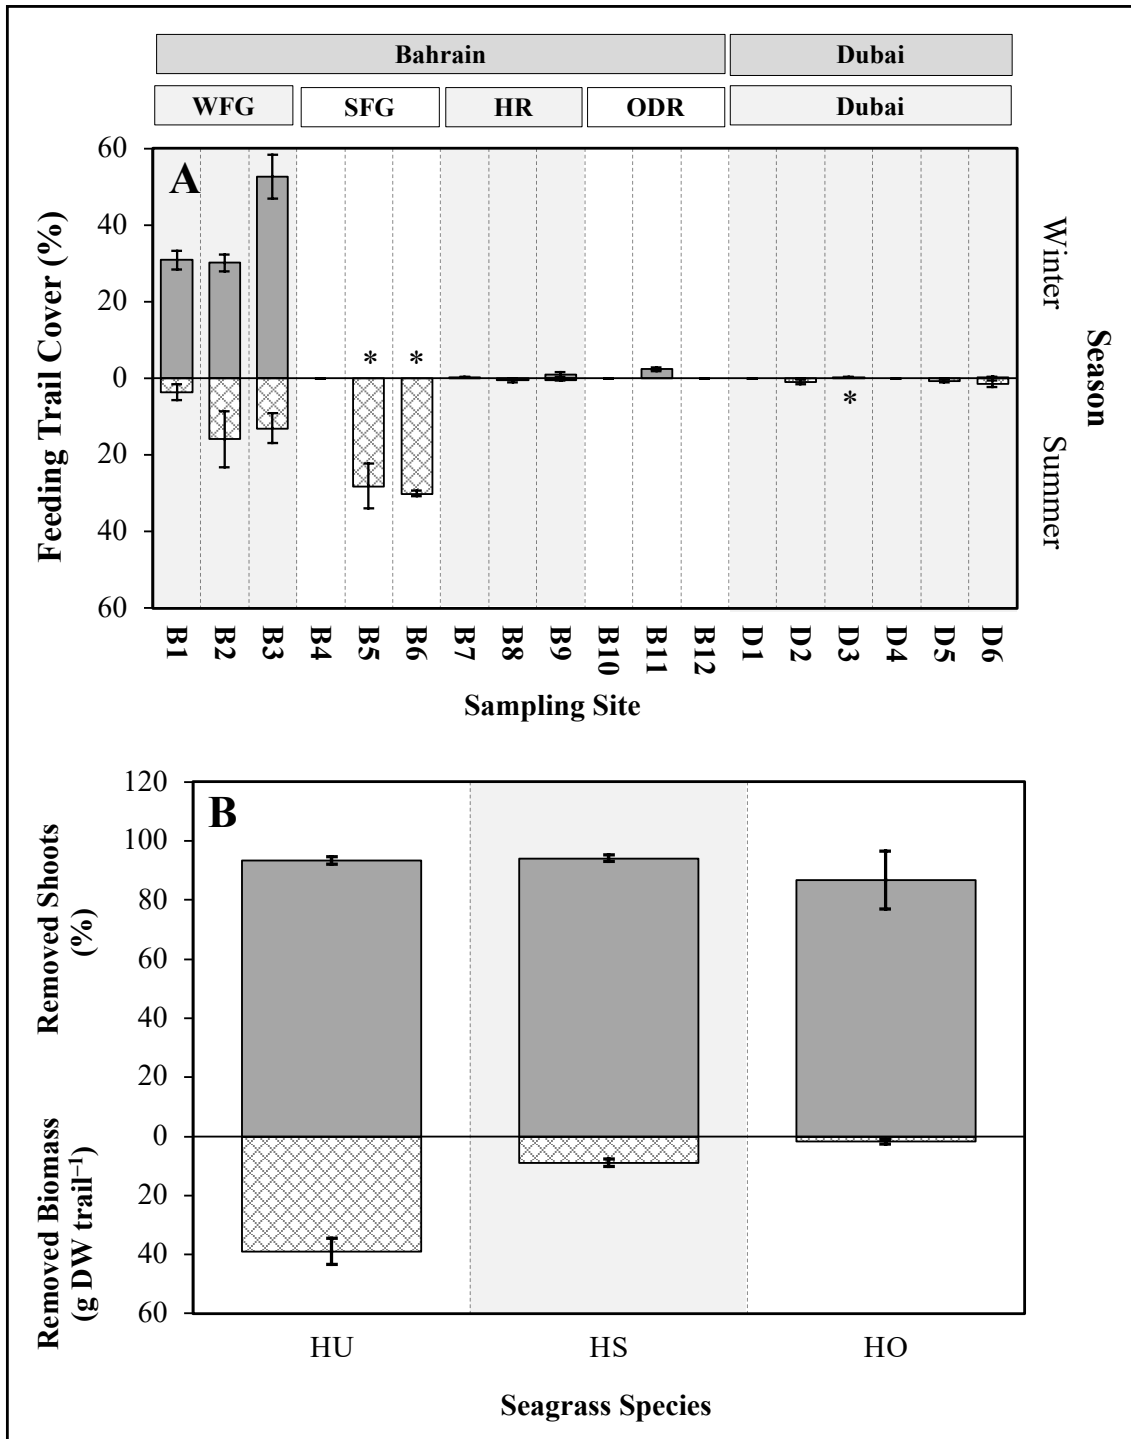 Bahrain Dubai
WFG SFG HR ODR Dubai
A
60
40
20
0
20
40
60
Feeding Trail Cover (%)
* *
*
Winter
Summer
Season
B1 B2 B3 B4 B5 B6 B7 B8 B9 B10 B11 B12 D1 D2 D3 D4 D5 D6
Sampling Site
B
120
100
80
60
40
20
0
20
40
60
Removed Shoots
(%)
Removed Biomass
(g DW trail⁻¹)
HU HS HO
Seagrass Species